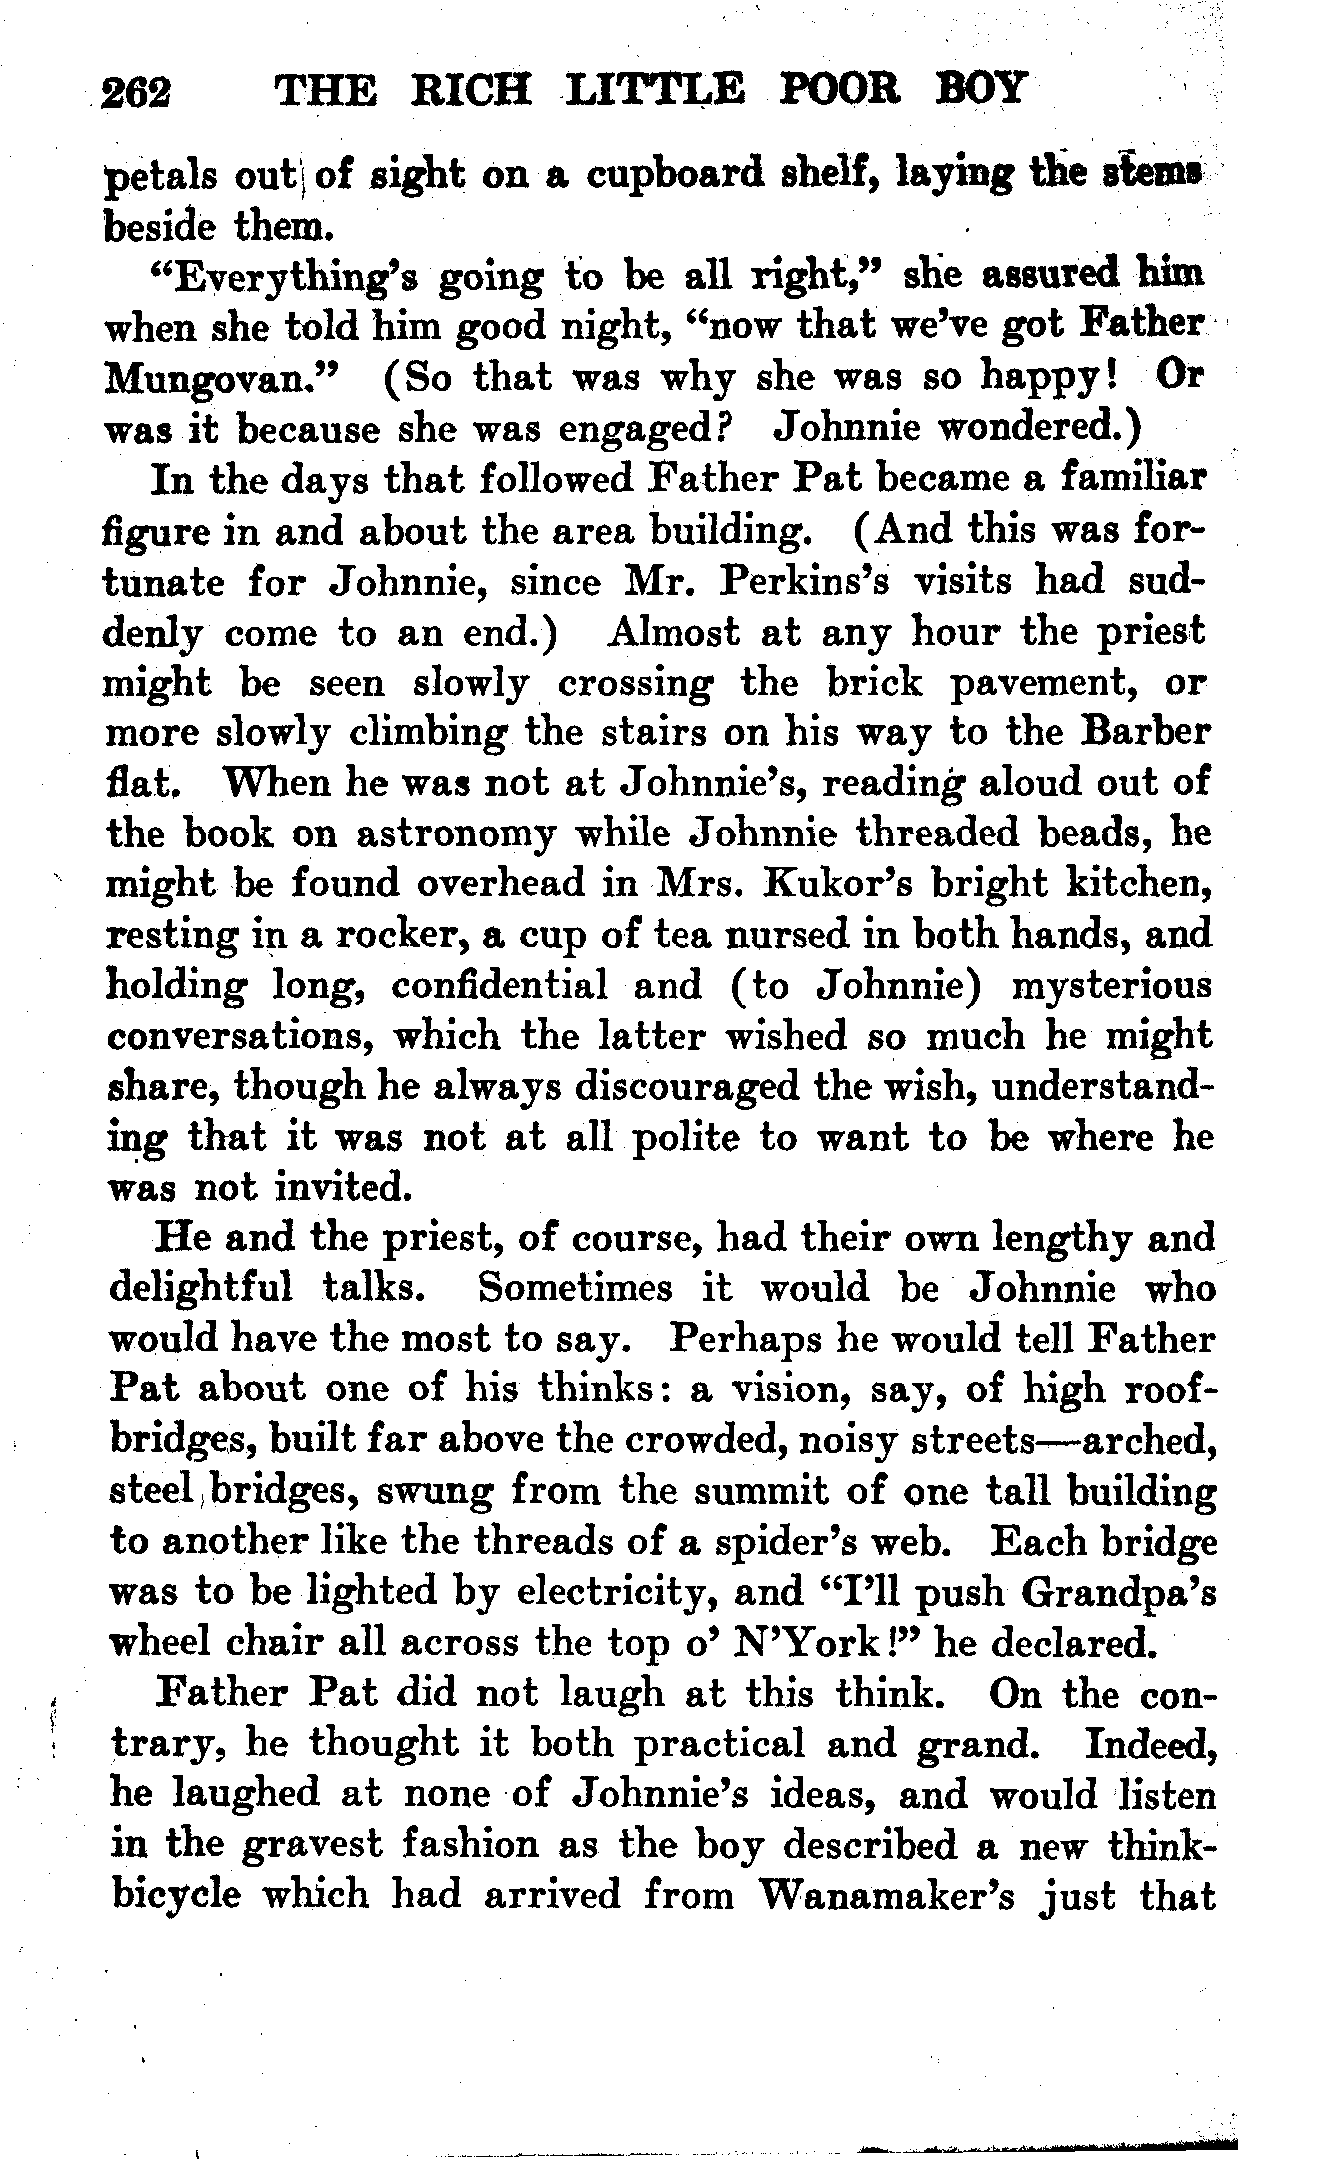 262 THE RICH LITTLE POOR BOY
petals out of sight on a cupboard shelf, laying the stems
beside them.
“Everything’s going to be all right,” she assured him
when she told him good night, “now that we’ve got Father
Mungovan.” (So that was why she was so happy! Or
was it because she was engaged? Johnnie wondered.)
In the days that followed Father Pat became a familiar
figure in and about the area building. (And this was for-
tunate for Johnnie, since Mr. Perkins’s visits had sud-
denly come to an end.) Almost at any hour the priest
might be seen slowly crossing the brick pavement, or
more slowly climbing the stairs on his way to the Barber
flat. When he was not at Johnnie’s, reading aloud out of
the book on astronomy while Johnnie threaded beads, he
might be found overhead in Mrs. Kukor’s bright kitchen,
resting in a rocker, a cup of tea nursed in both hands, and
holding long, confidential and (to Johnnie) mysterious
conversations, which the latter wished so much he might
share, though he always discouraged the wish, understand-
ing that it was not at all polite to want to be where he
was not invited.
He and the priest, of course, had their own lengthy and
delightful talks. Sometimes it would be Johnnie who
would have the most to say. Perhaps he would tell Father
Pat about one of his thinks: a vision, say, of high roof-
bridges, built far above the crowded, noisy streets—arched,
steel bridges, swung from the summit of one tall building
to another like the threads of a spider’s web. Each bridge
was to be lighted by electricity, and “I’ll push Grandpa’s
wheel chair all across the top o’ N’York!” he declared.
Father Pat did not laugh at this think. On the con-
trary, he thought it both practical and grand. Indeed,
he laughed at none of Johnnie’s ideas, and would listen
in the gravest fashion as the boy described a new think-
bicycle which had arrived from Wanamaker’s just that